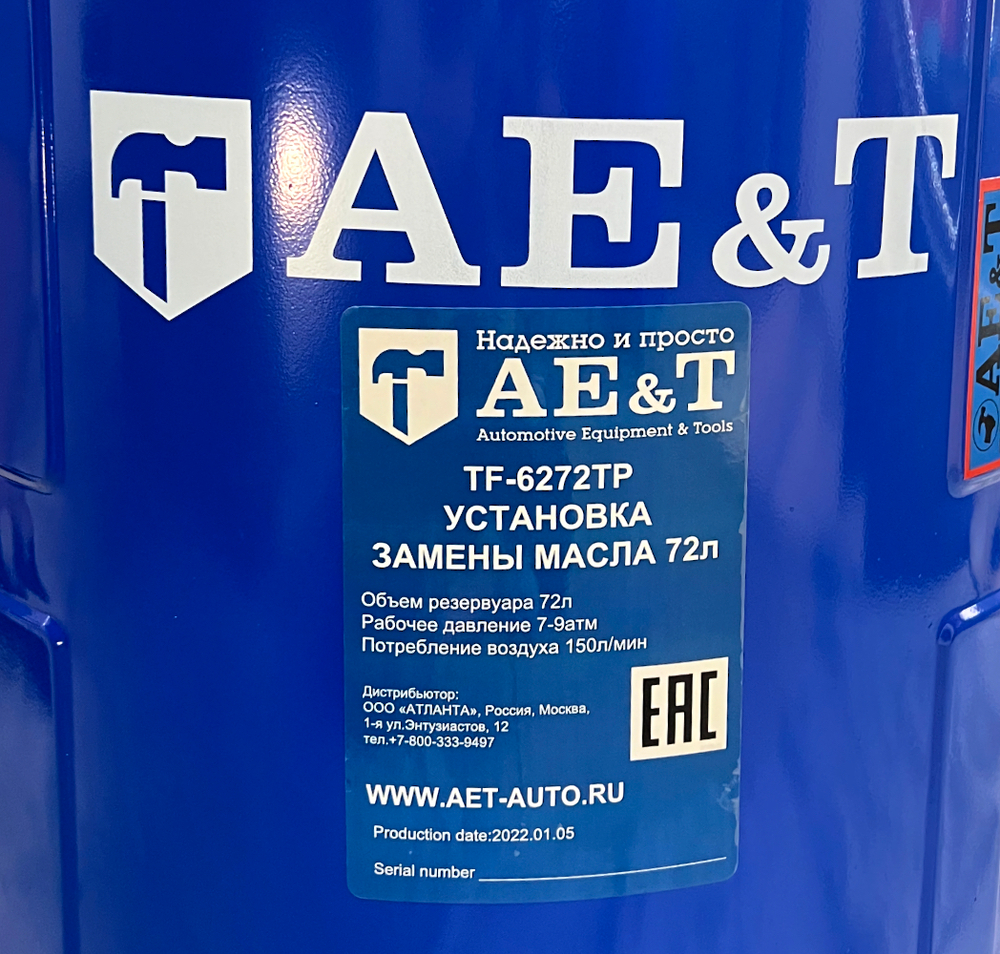 AE&T
Надежно и просто
AE&T
Automotive Equipment & Tools
TF-6272TP
УСТАНОВКА
ЗАМЕНЫ МАСЛА 72л
Объем резервуара 72л
Рабочее давление 7-9атм
Потребление воздуха 150л/мин
Дистрибьютор:
ООО «АТЛАНТА», Россия, Москва,
1-я ул.Энтузиастов, 12
тел.+7-800-333-9497
EAC
WWW.AET-AUTO.RU
Production date:2022.01.05
Serial number
AE&T